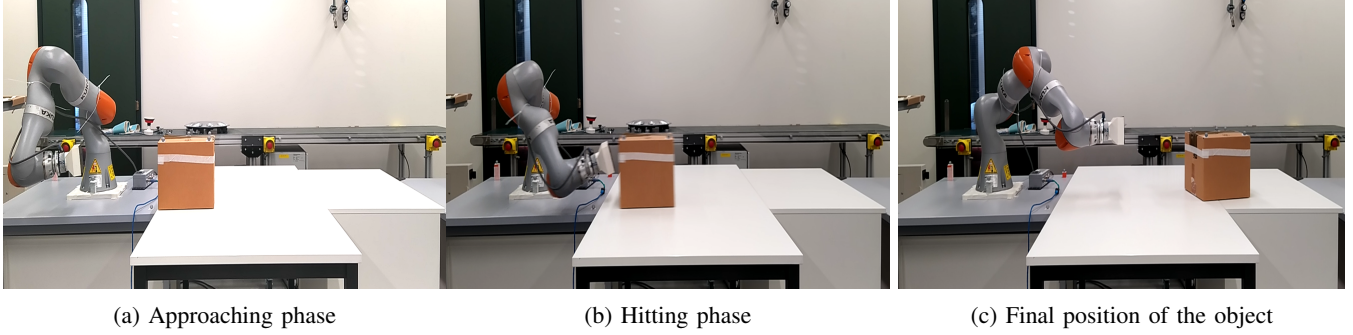 (a) Approaching phase
(b) Hitting phase
(c) Final position of the object